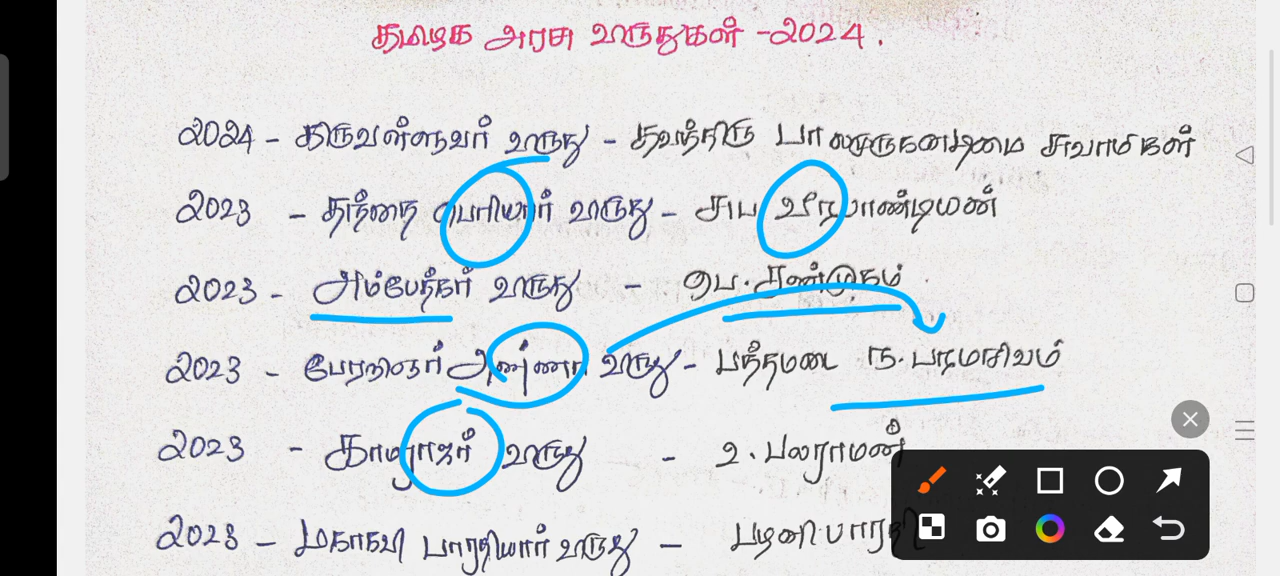 தமிழக அரசு விருதுகள் -2024.
2024 - திருவள்ளுவர் விருது - தவத்திரு பாலமுருகனடிமை சுவாமிகள்
2023 - தந்தை பெரியார் விருது - சுப வீரபாண்டியன்
2023 - அம்பேத்கர் விருது - ப. சண்முகம்
2023 - பேரறிஞர் அண்ணா விருது - பத்தமடை ந. பரமசிவம்
2023 - காமராஜர் விருது - உ. பலராமன்
2023 - மகாகவி பாரதியார் விருது - பழனி பாரதி